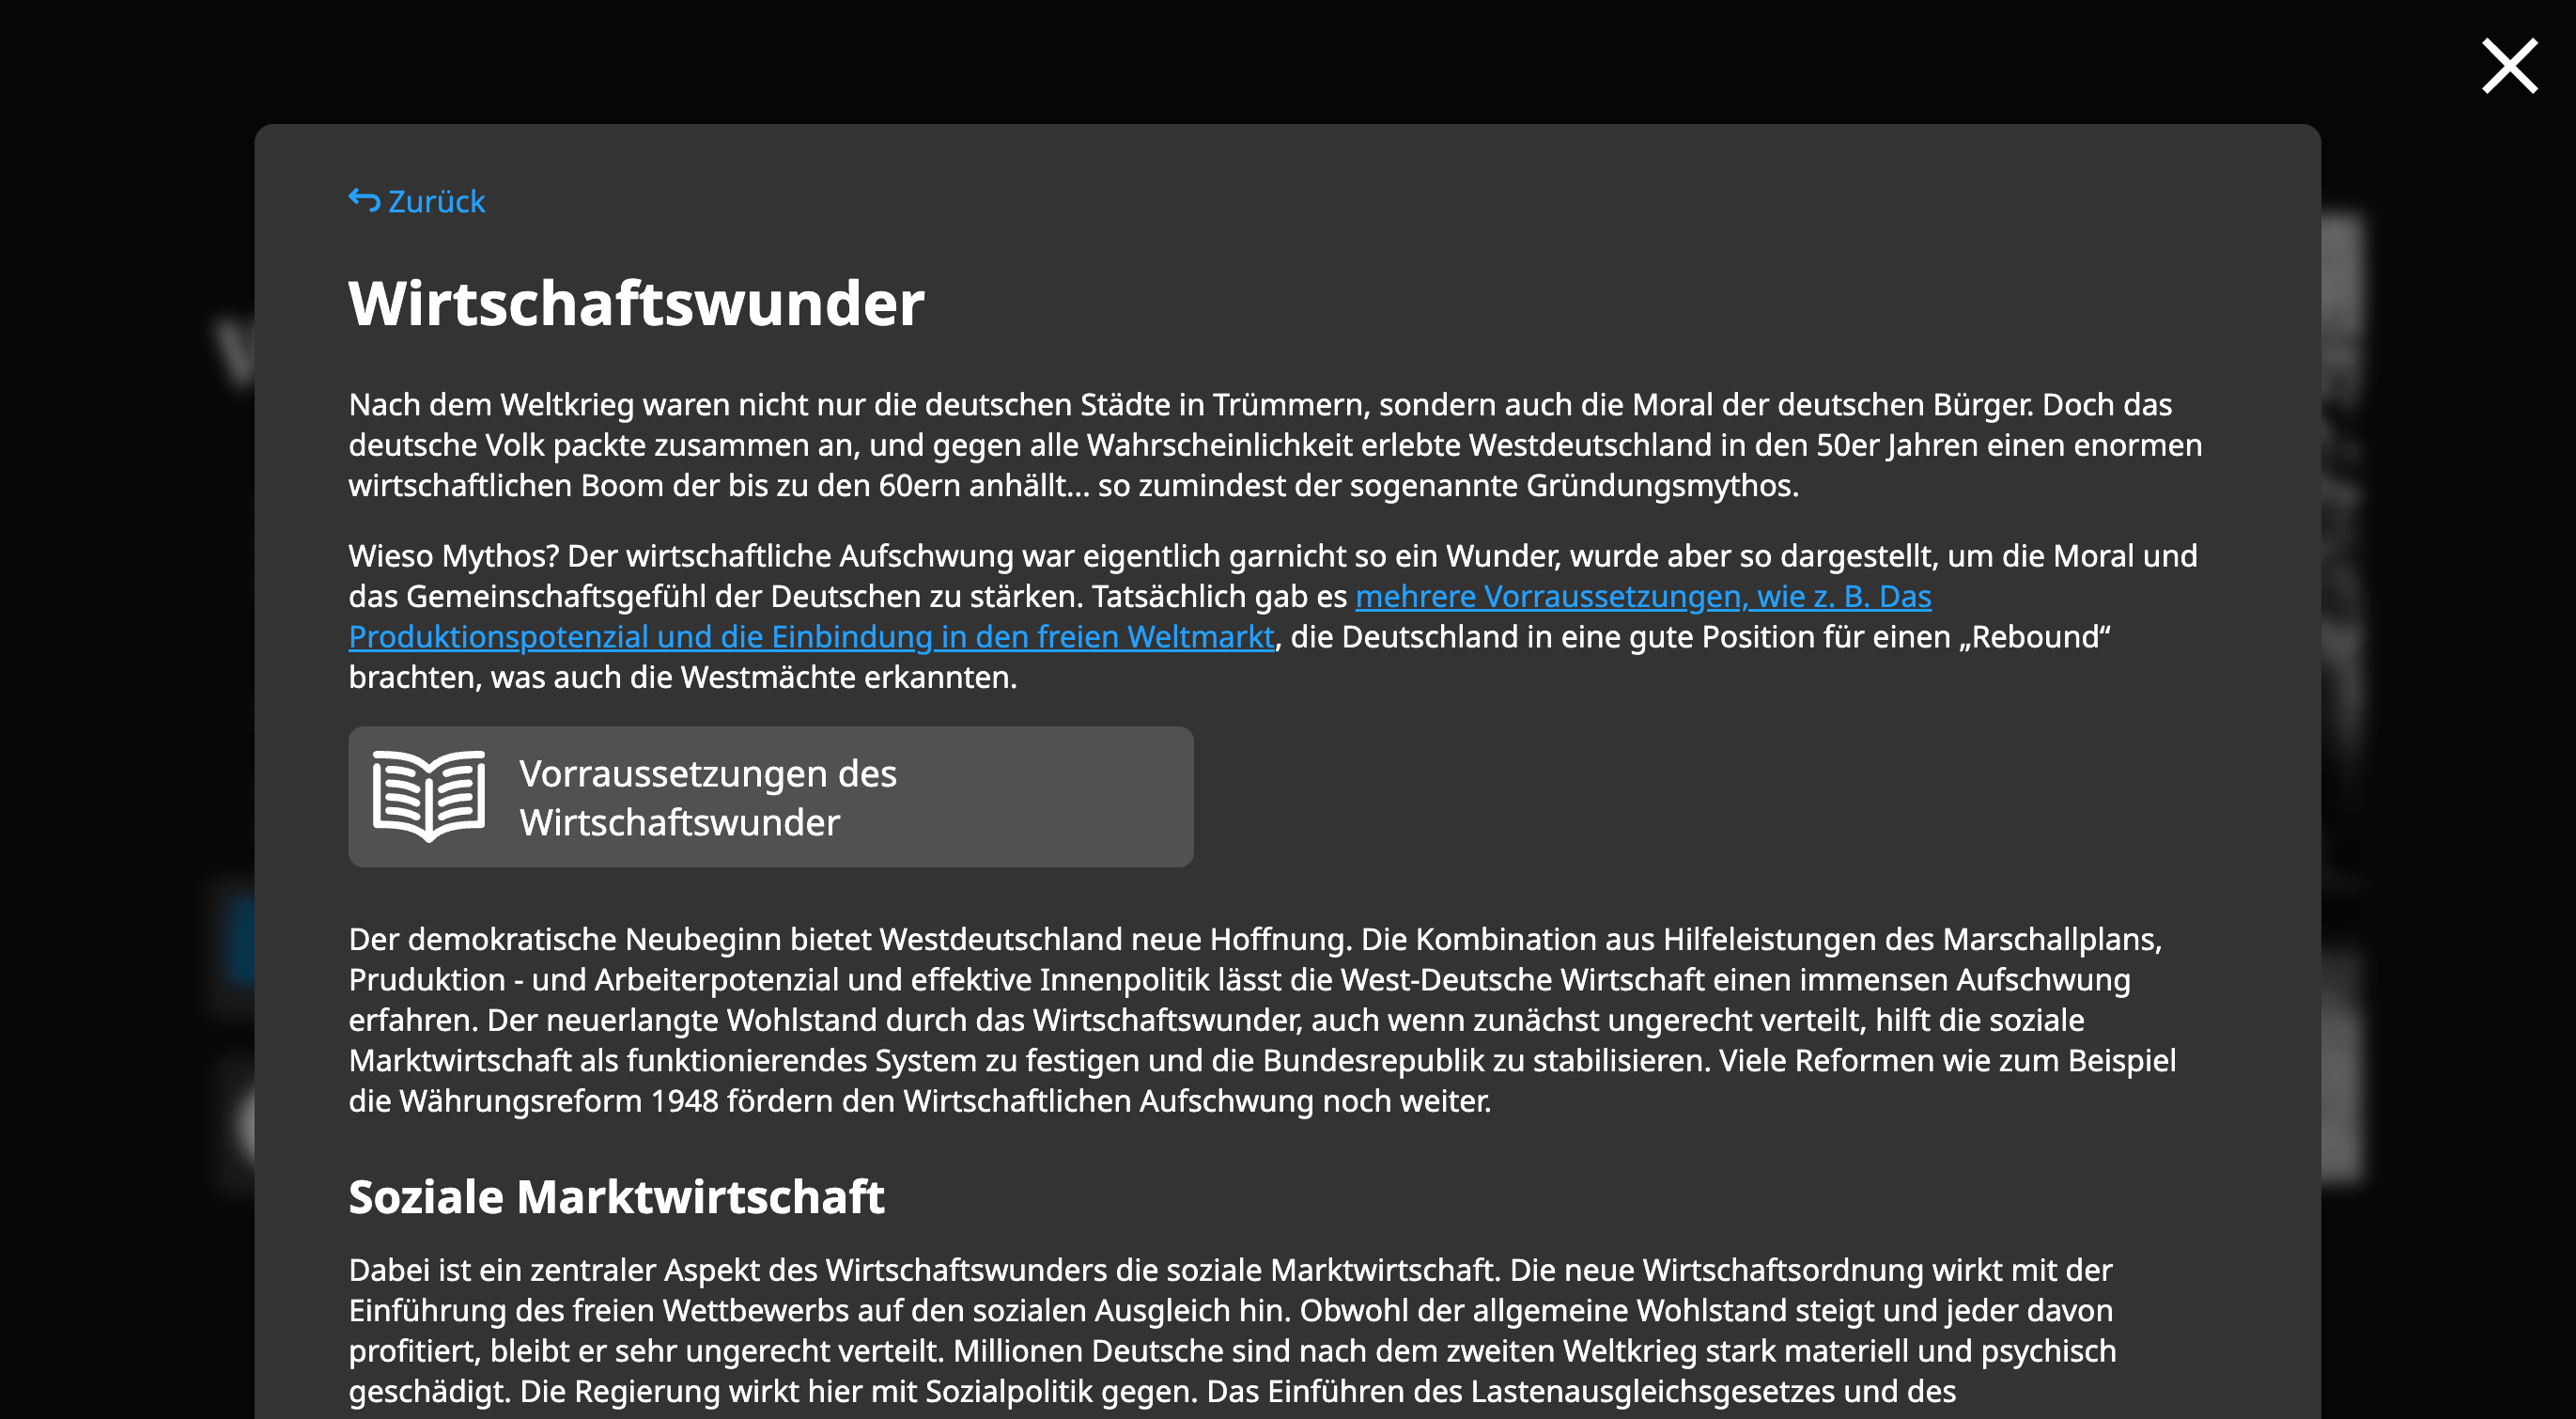 Zurück
Wirtschaftswunder
Nach dem Weltkrieg waren nicht nur die deutschen Städte in Trümmern, sondern auch die Moral der deutschen Bürger. Doch das
deutsche Volk packte zusammen an, und gegen alle Wahrscheinlichkeit erlebte Westdeutschland in den 50er Jahren einen enormen
wirtschaftlichen Boom der bis zu den 60ern anhällt... so zumindest der sogenannte Gründungsmythos.
Wieso Mythos? Der wirtschaftliche Aufschwung war eigentlich garnicht so ein Wunder, wurde aber so dargestellt, um die Moral und
das Gemeinschaftsgefühl der Deutschen zu stärken. Tatsächlich gab es mehrere Vorraussetzungen, wie z. B. Das
Produktionspotenzial und die Einbindung in den freien Weltmarkt, die Deutschland in eine gute Position für einen „Rebound“
brachten, was auch die Westmächte erkannten.
Vorraussetzungen des
Wirtschaftswunder
Der demokratische Neubeginn bietet Westdeutschland neue Hoffnung. Die Kombination aus Hilfeleistungen des Marschallplans,
Pruduktion - und Arbeiterpotenzial und effektive Innenpolitik lässt die West-Deutsche Wirtschaft einen immensen Aufschwung
erfahren. Der neuerlangte Wohlstand durch das Wirtschaftswunder, auch wenn zunächst ungerecht verteilt, hilft die soziale
Marktwirtschaft als funktionierendes System zu festigen und die Bundesrepublik zu stabilisieren. Viele Reformen wie zum Beispiel
die Währungsreform 1948 fördern den Wirtschaftlichen Aufschwung noch weiter.
Soziale Marktwirtschaft
Dabei ist ein zentraler Aspekt des Wirtschaftswunders die soziale Marktwirtschaft. Die neue Wirtschaftsordnung wirkt mit der
Einführung des freien Wettbewerbs auf den sozialen Ausgleich hin. Obwohl der allgemeine Wohlstand steigt und jeder davon
profitiert, bleibt er sehr ungerecht verteilt. Millionen Deutsche sind nach dem zweiten Weltkrieg stark materiell und psychisch
geschädigt. Die Regierung wirkt hier mit Sozialpolitik gegen. Das Einführen des Lastenausgleichsgesetzes und des